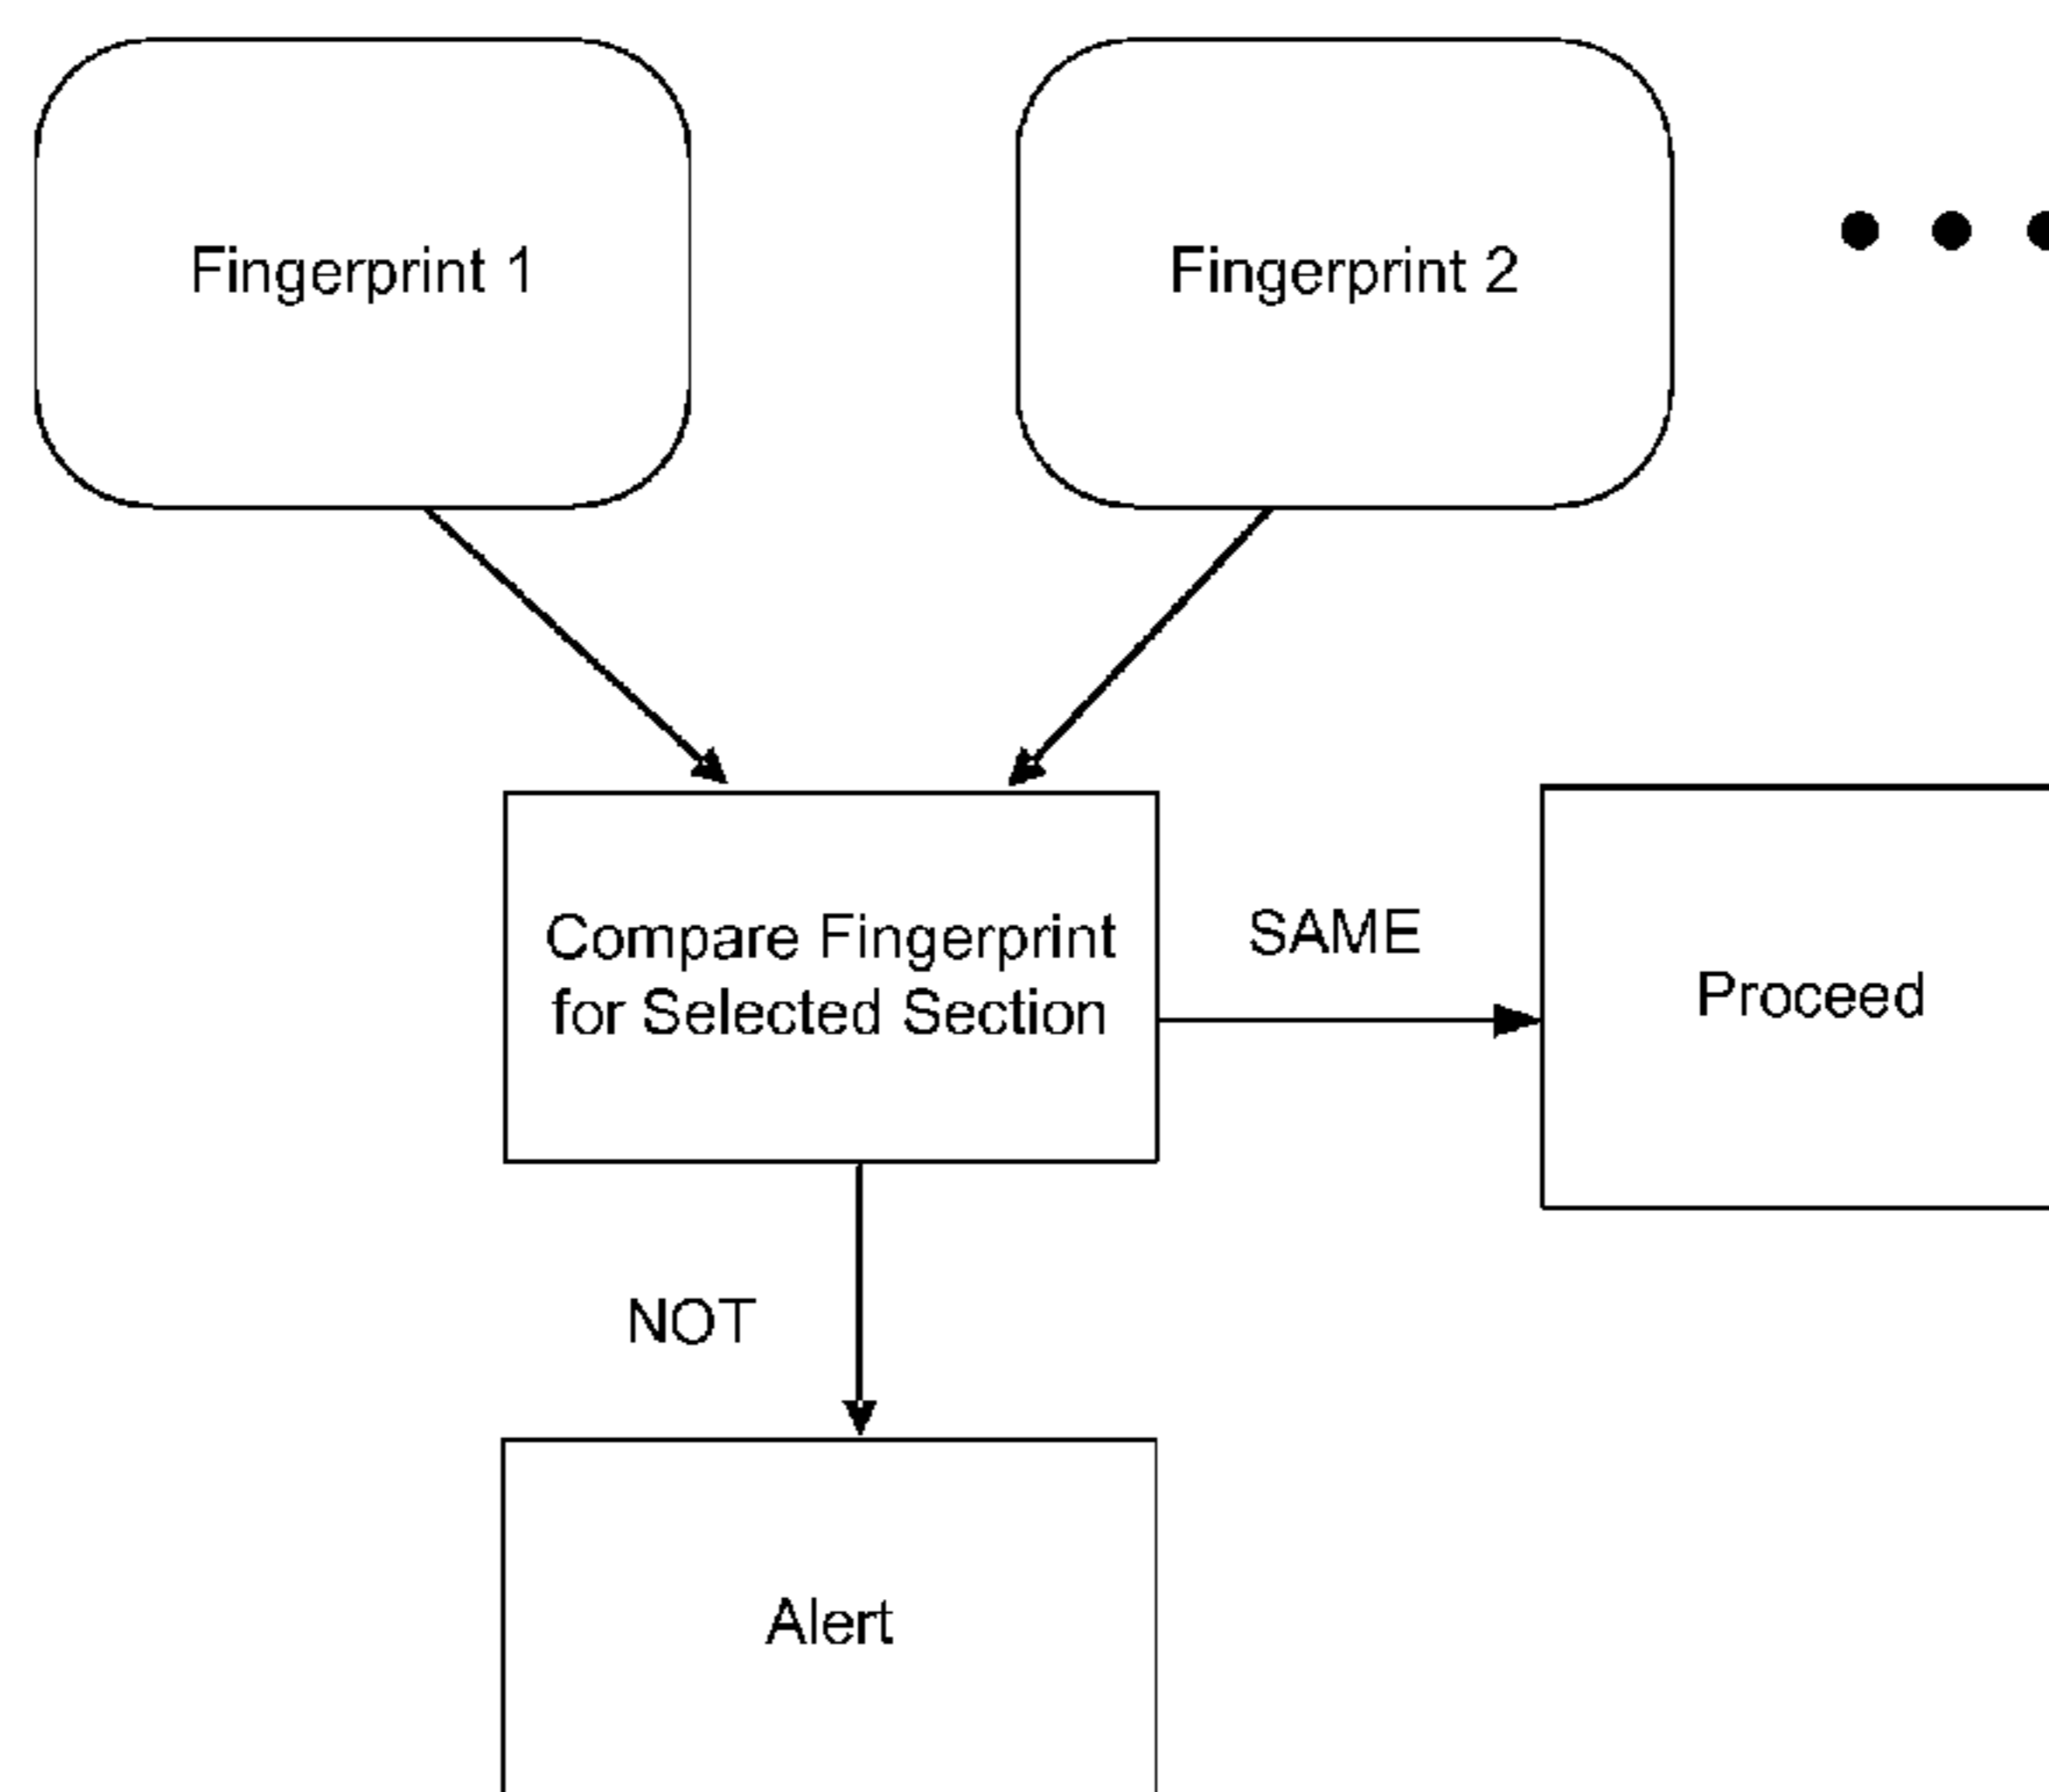 Fingerprint 1
Fingerprint 2
Compare Fingerprint
for Selected Section
SAME
Proceed
NOT
Alert